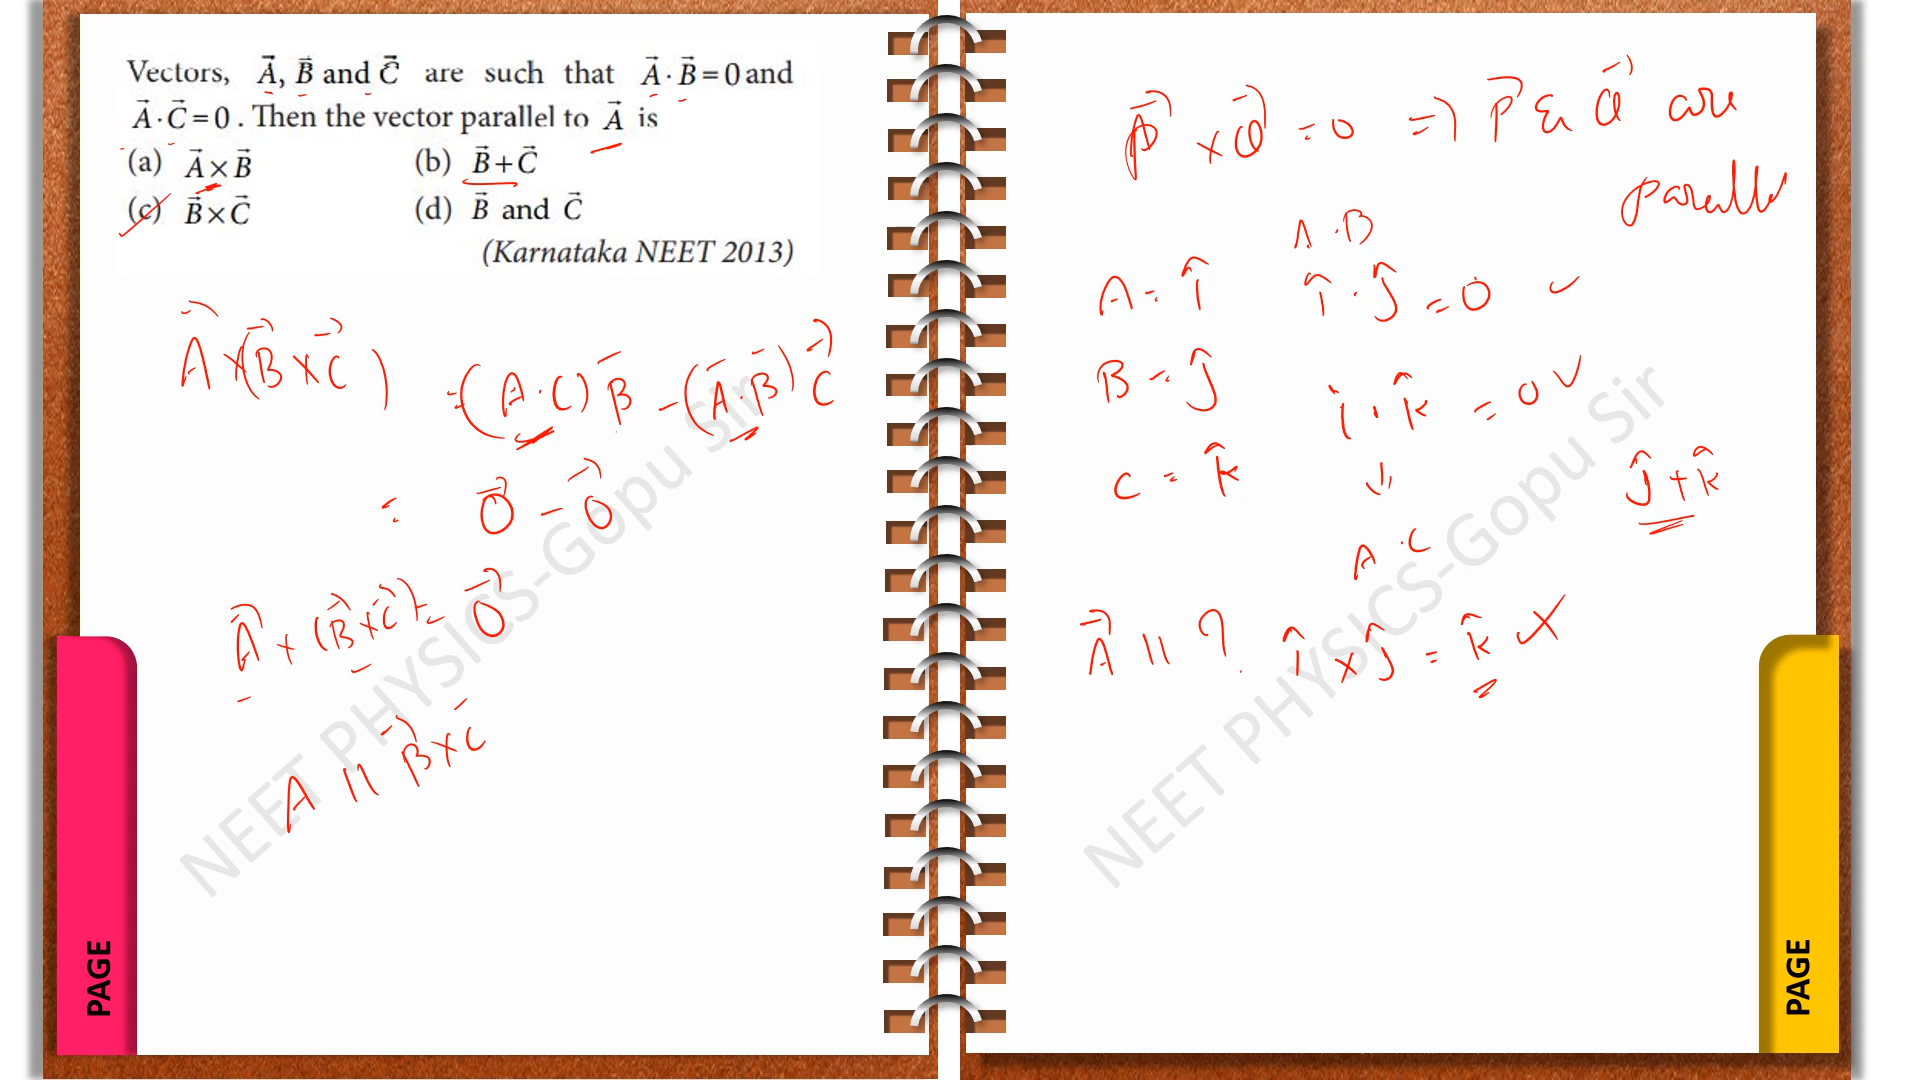 Vectors, A⃗, B⃗ and C⃗ are such that A⃗ · B⃗ = 0 and
A⃗ · C⃗ = 0 . Then the vector parallel to A⃗ is
(a) A⃗ × B⃗ (b) B⃗ + C⃗
(c) B⃗ × C⃗ (d) B⃗ and C⃗
(Karnataka NEET 2013)
A⃗ × (B⃗ × C⃗) = (A · C) B⃗ − (A⃗ · B⃗) C⃗
= 0⃗ − 0⃗
A⃗ × (B⃗ × C⃗) = 0⃗
A || B⃗ × C⃗
NEET PHYSICS-Gopu Sir
PAGE
P⃗ × Q⃗ = 0 ⇒ P⃗ & Q⃗ are
parallel
A · B
A = î î · ĵ = 0 ✓
B = ĵ i · k̂ = 0 ✓
C = k̂ ⇓ ĵ + k̂
A · C
A⃗ || ? î × ĵ = k̂ ✗
NEET PHYSICS-Gopu Sir
PAGE